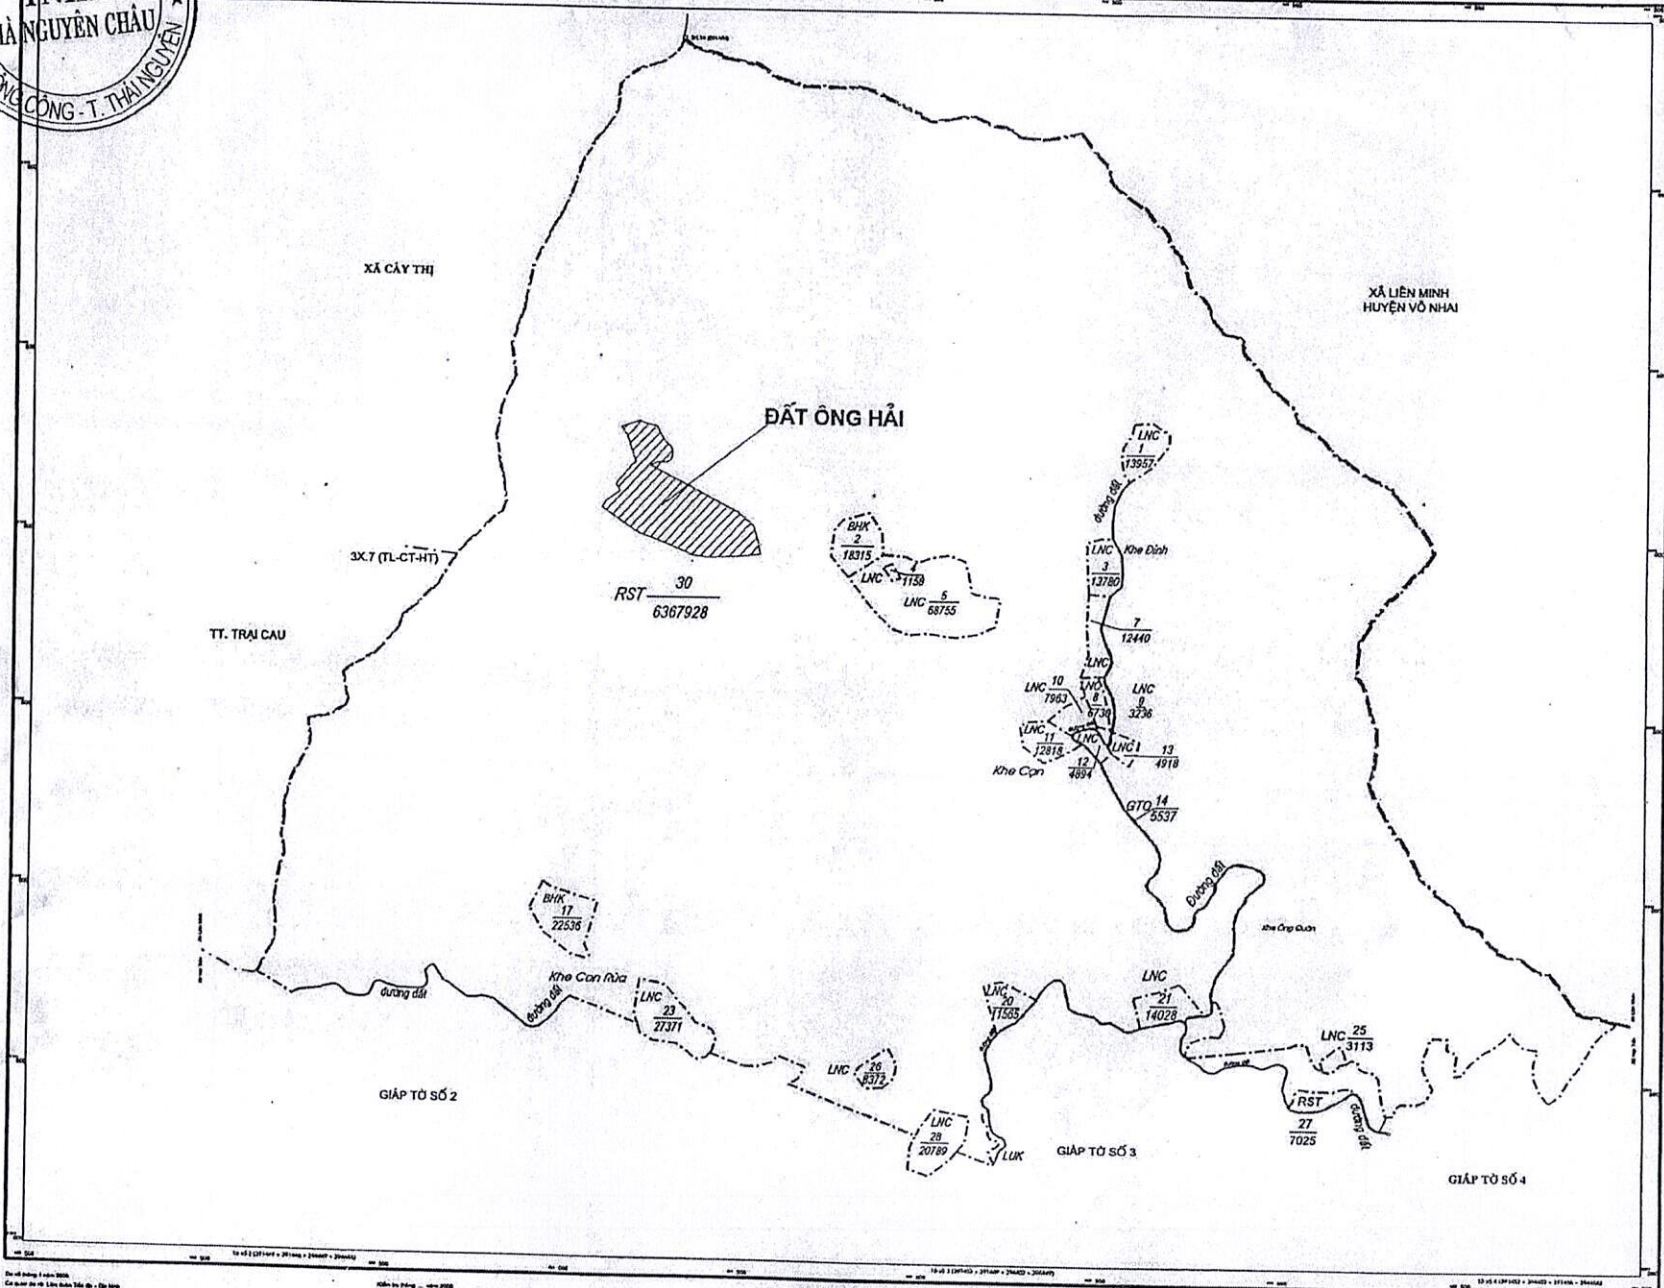 NGUYÊN CHÂU
CÔNG - T. THÁI NGUYÊN
XÃ CÂY THỊ
XÃ LIÊN MINH
HUYỆN VÕ NHAI
ĐẤT ÔNG HẢI
LNC
1
13957
đường đất
BHK
2
18315
LNC
4
1159
LNC 5
68755
LNC
Khe Đình
3
13780
3X.7 (TL-CT-HT)
RST 30
6367928
TT. TRẠI CAU
7
12440
LNC
LNC 10
7963
8
6730
LNC
9
3236
LNC
11
12818
LNC
LNC
13
4918
12
4894
Khe Cạn
GTO 14
5537
Đường đất
BHK
17
22536
Khe Con Rùa
đường đất
đường đất
LNC
23
27371
LNC
20
11565
LNC
21
14028
LNC 25
3113
LNC
26
8372
RST
27
7025
đường đất
LNC
28
20789
LUK
GIÁP TỜ SỐ 2
GIÁP TỜ SỐ 3
GIÁP TỜ SỐ 4